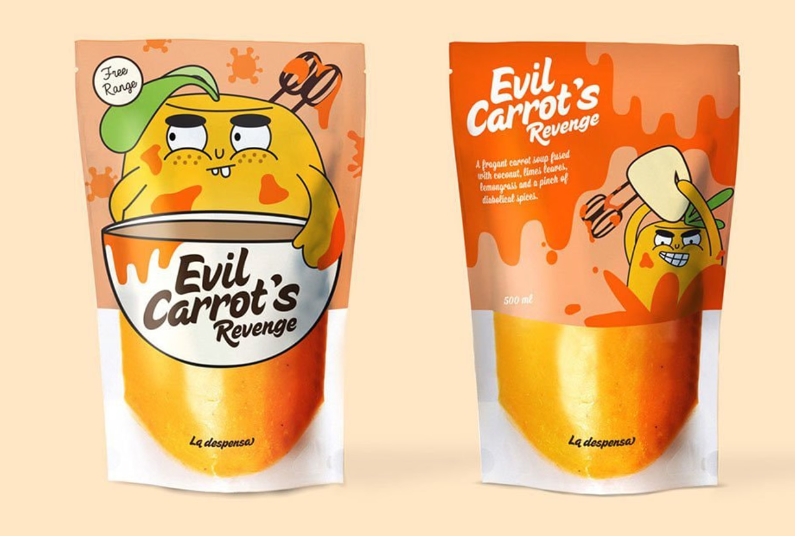 Free
Range
Evil
Carrot's
Revenge
La despensa
Evil
Carrot's
Revenge
A fragant carrot soup fused
with coconut, limes leaves,
lemongrass and a pinch of
diabolical spices.
500 ml
La despensa